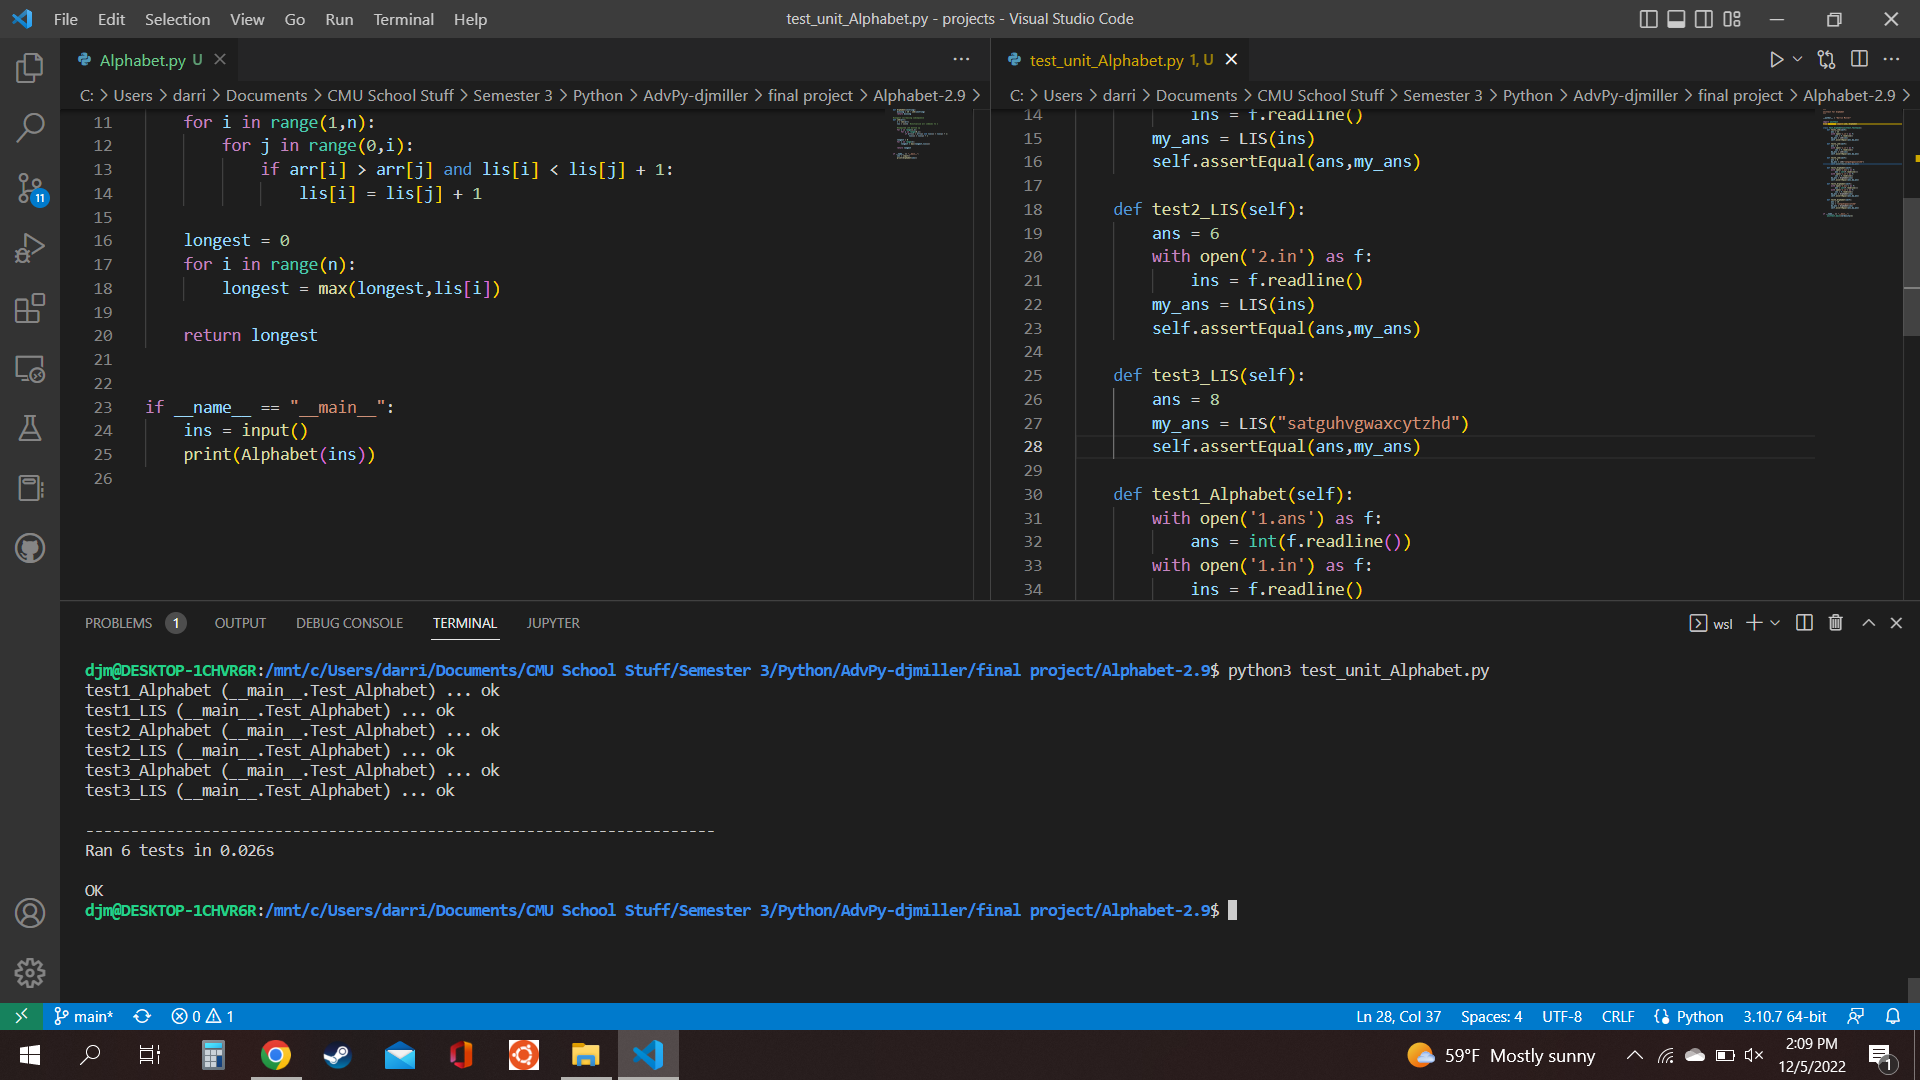 File Edit Selection View Go Run Terminal Help
test_unit_Alphabet.py - projects - Visual Studio Code
Alphabet.py U
C: > Users > darri > Documents > CMU School Stuff > Semester 3 > Python > AdvPy-djmiller > final project > Alphabet-2.9 >
11 for i in range(1,n):
12 for j in range(0,i):
13 if arr[i] > arr[j] and lis[i] < lis[j] + 1:
14 lis[i] = lis[j] + 1
15
16 longest = 0
17 for i in range(n):
18 longest = max(longest,lis[i])
19
20 return longest
21
22
23 if __name__ == "__main__":
24 ins = input()
25 print(Alphabet(ins))
26
test_unit_Alphabet.py 1, U
C: > Users > darri > Documents > CMU School Stuff > Semester 3 > Python > AdvPy-djmiller > final project > Alphabet-2.9 >
14 ins = f.readline()
15 my_ans = LIS(ins)
16 self.assertEqual(ans,my_ans)
17
18 def test2_LIS(self):
19 ans = 6
20 with open('2.in') as f:
21 ins = f.readline()
22 my_ans = LIS(ins)
23 self.assertEqual(ans,my_ans)
24
25 def test3_LIS(self):
26 ans = 8
27 my_ans = LIS("satguhvgwaxcytzhd")
28 self.assertEqual(ans,my_ans)
29
30 def test1_Alphabet(self):
31 with open('1.ans') as f:
32 ans = int(f.readline())
33 with open('1.in') as f:
34 ins = f.readline()
11
PROBLEMS 1 OUTPUT DEBUG CONSOLE TERMINAL JUPYTER
wsl
djm@DESKTOP-1CHVR6R:/mnt/c/Users/darri/Documents/CMU School Stuff/Semester 3/Python/AdvPy-djmiller/final project/Alphabet-2.9$ python3 test_unit_Alphabet.py
test1_Alphabet (__main__.Test_Alphabet) ... ok
test1_LIS (__main__.Test_Alphabet) ... ok
test2_Alphabet (__main__.Test_Alphabet) ... ok
test2_LIS (__main__.Test_Alphabet) ... ok
test3_Alphabet (__main__.Test_Alphabet) ... ok
test3_LIS (__main__.Test_Alphabet) ... ok
----------------------------------------------------------------------
Ran 6 tests in 0.026s
OK
djm@DESKTOP-1CHVR6R:/mnt/c/Users/darri/Documents/CMU School Stuff/Semester 3/Python/AdvPy-djmiller/final project/Alphabet-2.9$
main* 0 1
Ln 28, Col 37 Spaces: 4 UTF-8 CRLF Python 3.10.7 64-bit
59°F Mostly sunny
2:09 PM
12/5/2022
1